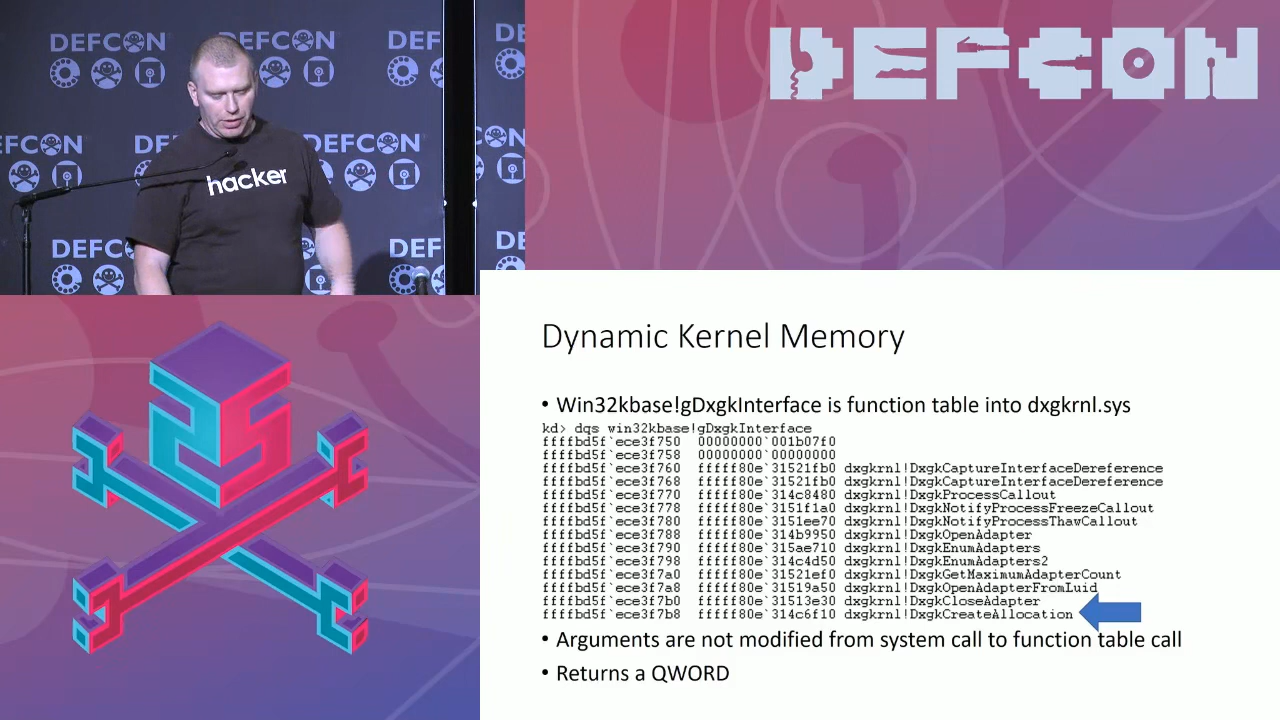 DEFCON
DEFCON
DEF
DEFCON
DEFCON
DEFCON
DEFCON
hacker
DEFCON
DEFCON
DEFCON
Dynamic Kernel Memory
• Win32kbase!gDxgkInterface is function table into dxgkrnl.sys
kd> dqs win32kbase!gDxgkInterface
ffffbd5f`ece3f750 00000000`001b07f0
ffffbd5f`ece3f758 00000000`00000000
ffffbd5f`ece3f760 fffff80e`31521fb0 dxgkrnl!DxgkCaptureInterfaceDereference
ffffbd5f`ece3f768 fffff80e`31521fb0 dxgkrnl!DxgkCaptureInterfaceDereference
ffffbd5f`ece3f770 fffff80e`314c8480 dxgkrnl!DxgkProcessCallout
ffffbd5f`ece3f778 fffff80e`3151f1a0 dxgkrnl!DxgkNotifyProcessFreezeCallout
ffffbd5f`ece3f780 fffff80e`3151ee70 dxgkrnl!DxgkNotifyProcessThawCallout
ffffbd5f`ece3f788 fffff80e`314b9950 dxgkrnl!DxgkOpenAdapter
ffffbd5f`ece3f790 fffff80e`315ae710 dxgkrnl!DxgkEnumAdapters
ffffbd5f`ece3f798 fffff80e`314c4d50 dxgkrnl!DxgkEnumAdapters2
ffffbd5f`ece3f7a0 fffff80e`31521ef0 dxgkrnl!DxgkGetMaximumAdapterCount
ffffbd5f`ece3f7a8 fffff80e`31519a50 dxgkrnl!DxgkOpenAdapterFromLuid
ffffbd5f`ece3f7b0 fffff80e`31513e30 dxgkrnl!DxgkCloseAdapter
ffffbd5f`ece3f7b8 fffff80e`314c6f10 dxgkrnl!DxgkCreateAllocation
• Arguments are not modified from system call to function table call
• Returns a QWORD